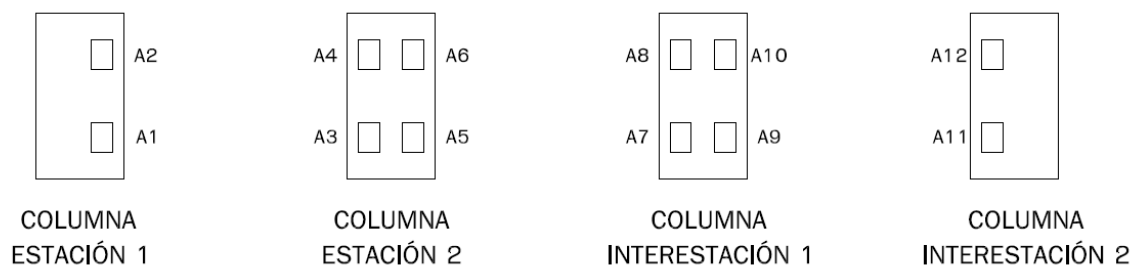 A2
A4
A6
A8
A10
A12
A1
A3
A5
A7
A9
A11
COLUMNA
ESTACIÓN 1
COLUMNA
ESTACIÓN 2
COLUMNA
INTERESTACIÓN 1
COLUMNA
INTERESTACIÓN 2